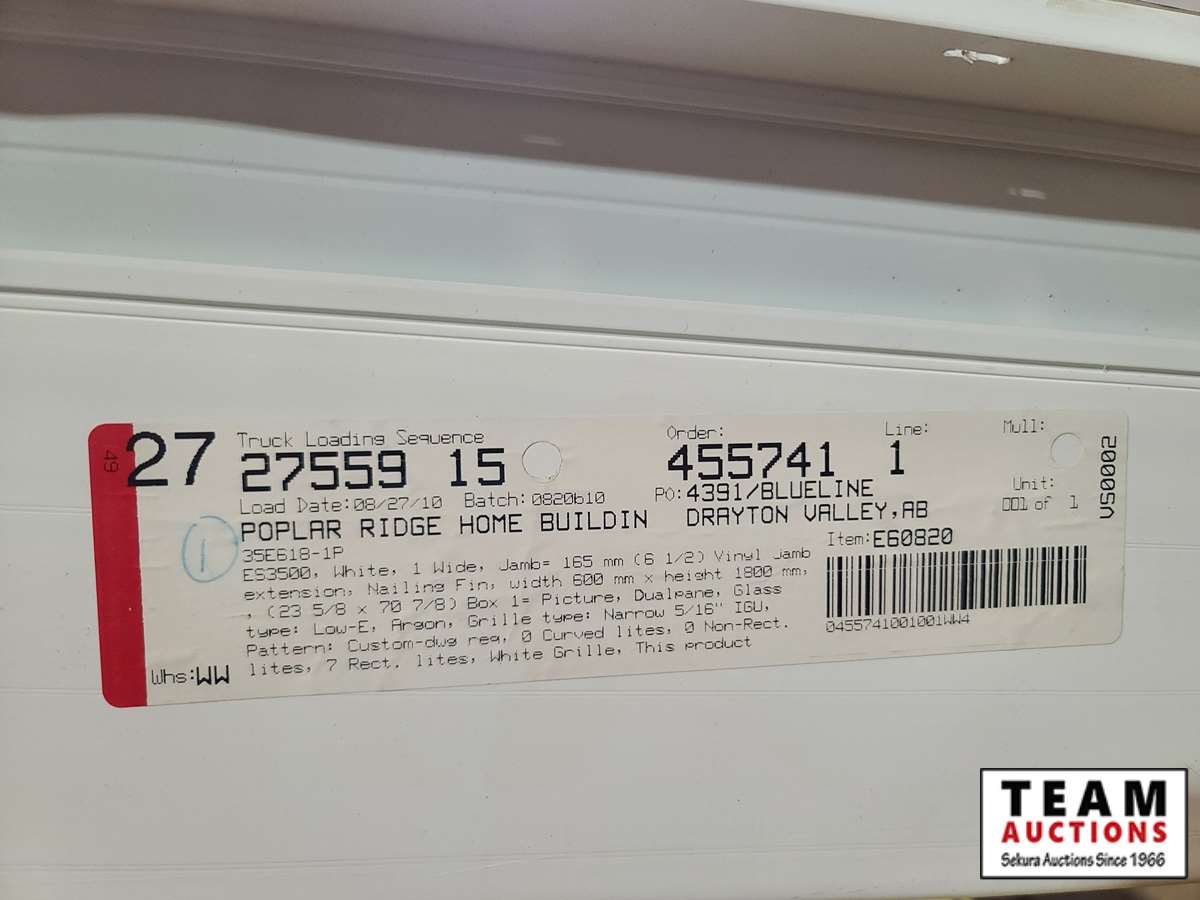 49
27
Truck Loading Sequence
27559 15
Order:
455741
Line:
1
Mull:
Load Date:08/27/10 Batch:0820b10
PO:4391/BLUELINE
Unit:
001 of 1
VS0002
POPLAR RIDGE HOME BUILDIN DRAYTON VALLEY,AB
1
35E618-1P
Item:E60820
ES3500, White, 1 Wide, Jamb= 165 mm (6 1/2) Vinyl Jamb
extension, Nailing Fin, width 600 mm x height 1800 mm,
, (23 5/8 x 70 7/8) Box 1= Picture, Dualpane, Glass
type: Low-E, Argon, Grille type: Narrow 5/16" IGU,
Pattern: Custom-dwg req, 0 Curved lites, 0 Non-Rect.
lites, 7 Rect. lites, White Grille, This product
0455741001001WW4
Whs:WW
TEAM
AUCTIONS
Sekura Auctions Since 1966